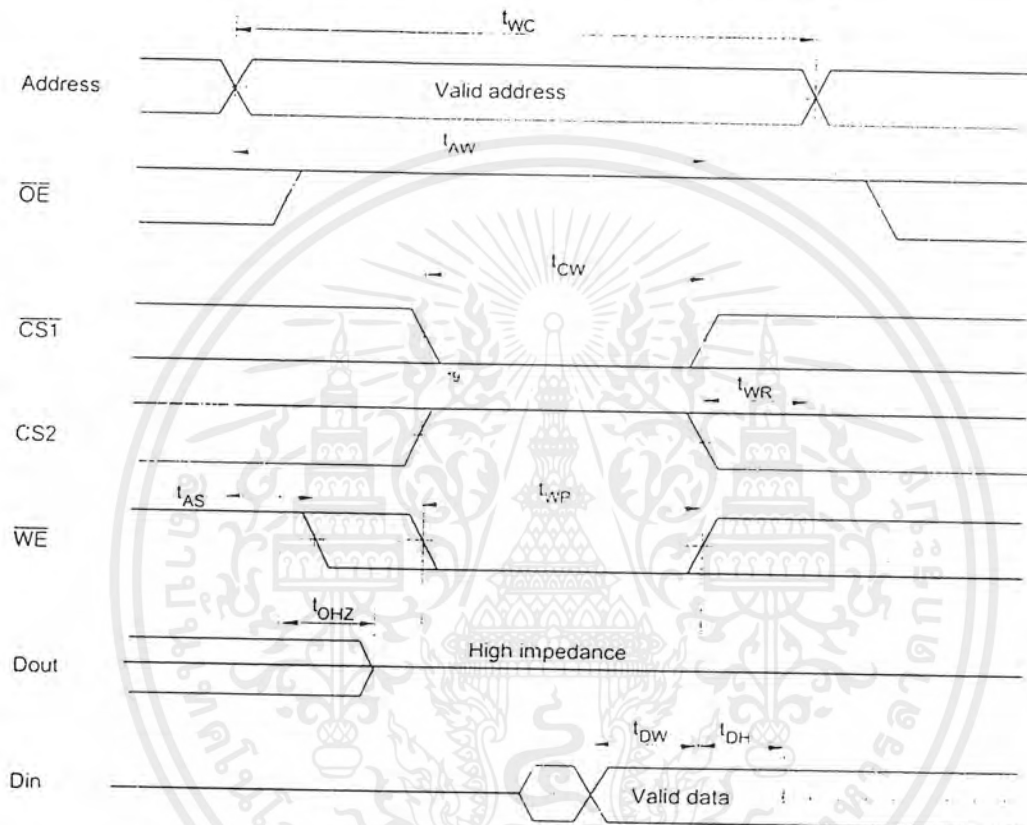 tWC
Address
Valid address
tAW
OE
tCW
CS1
tWR
CS2
tAS
tWP
WE
tOHZ
Dout
High impedance
tDW
tDH
Din
Valid data